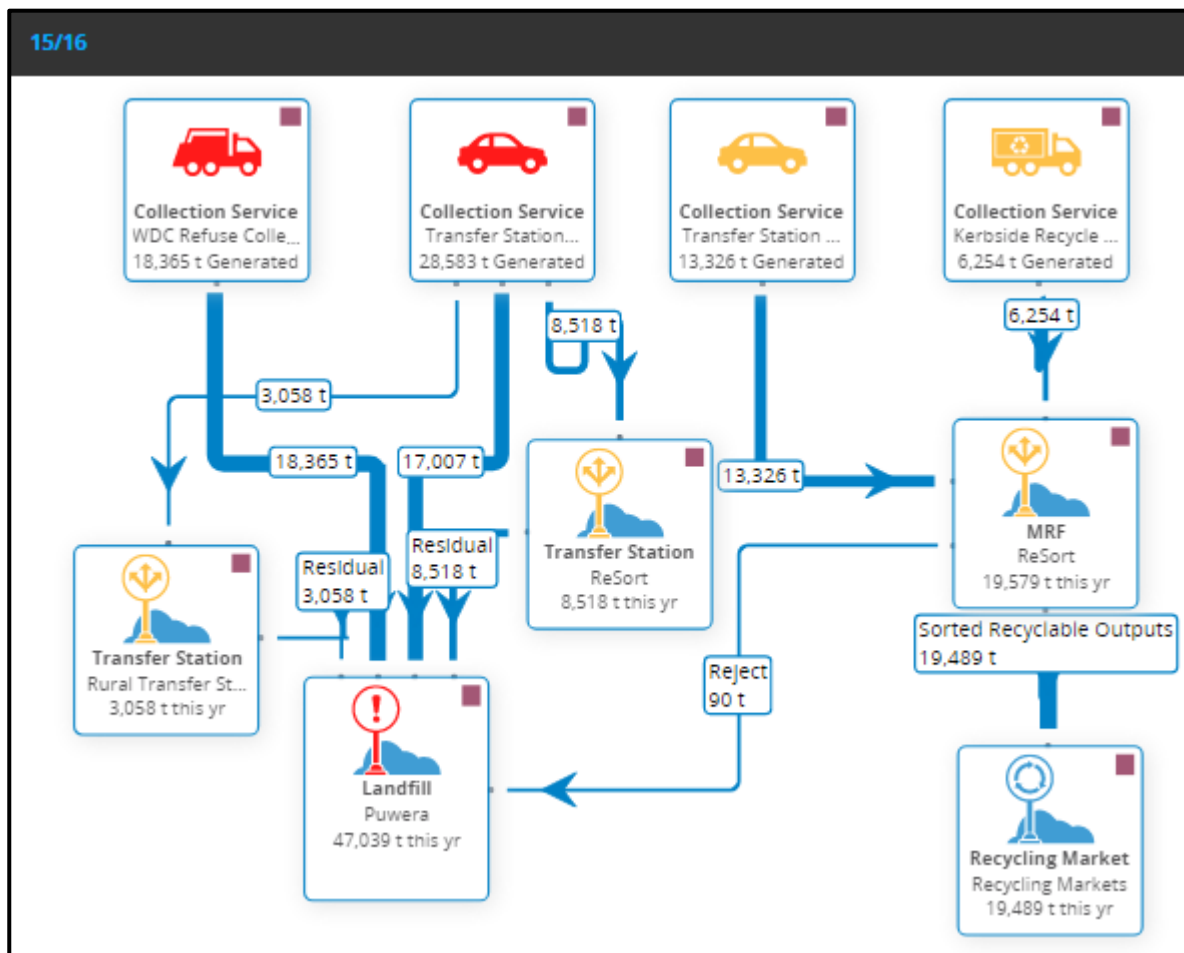 15/16
Collection Service
WDC Refuse Colle...
18,365 t Generated
Collection Service
Transfer Station...
28,583 t Generated
Collection Service
Transfer Station ...
13,326 t Generated
Collection Service
Kerbside Recycle ...
6,254 t Generated
6,254 t
8,518 t
3,058 t
18,365 t
17,007 t
13,326 t
Transfer Station
ReSort
8,518 t this yr
MRF
ReSort
19,579 t this yr
Residual
8,518 t
Residual
3,058 t
Transfer Station
Rural Transfer St...
3,058 t this yr
Sorted Recyclable Outputs
19,489 t
Reject
90 t
Landfill
Puwera
47,039 t this yr
Recycling Market
Recycling Markets
19,489 t this yr